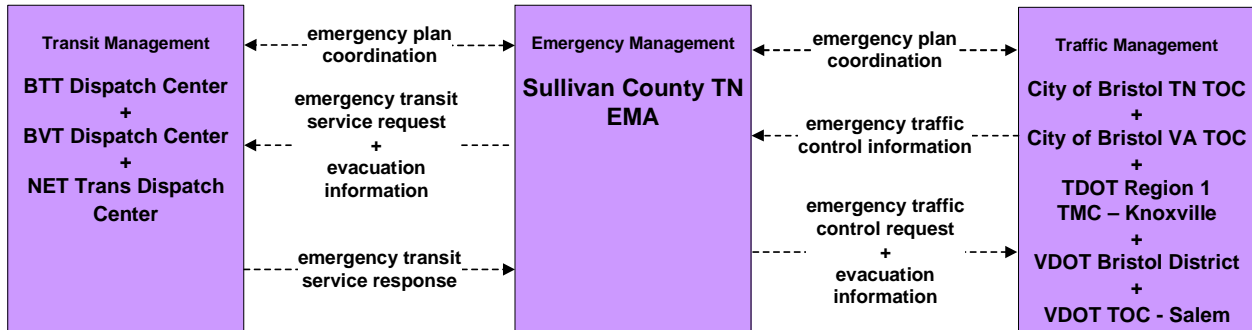 Transit Management
BTT Dispatch Center
+
BVT Dispatch Center
+
NET Trans Dispatch
Center
emergency plan
coordination
emergency transit
service request
+
evacuation
information
emergency transit
service response
Emergency Management
Sullivan County TN
EMA
emergency plan
coordination
emergency traffic
control information
emergency traffic
control request
+
evacuation
information
Traffic Management
City of Bristol TN TOC
+
City of Bristol VA TOC
+
TDOT Region 1
TMC – Knoxville
+
VDOT Bristol District
+
VDOT TOC - Salem